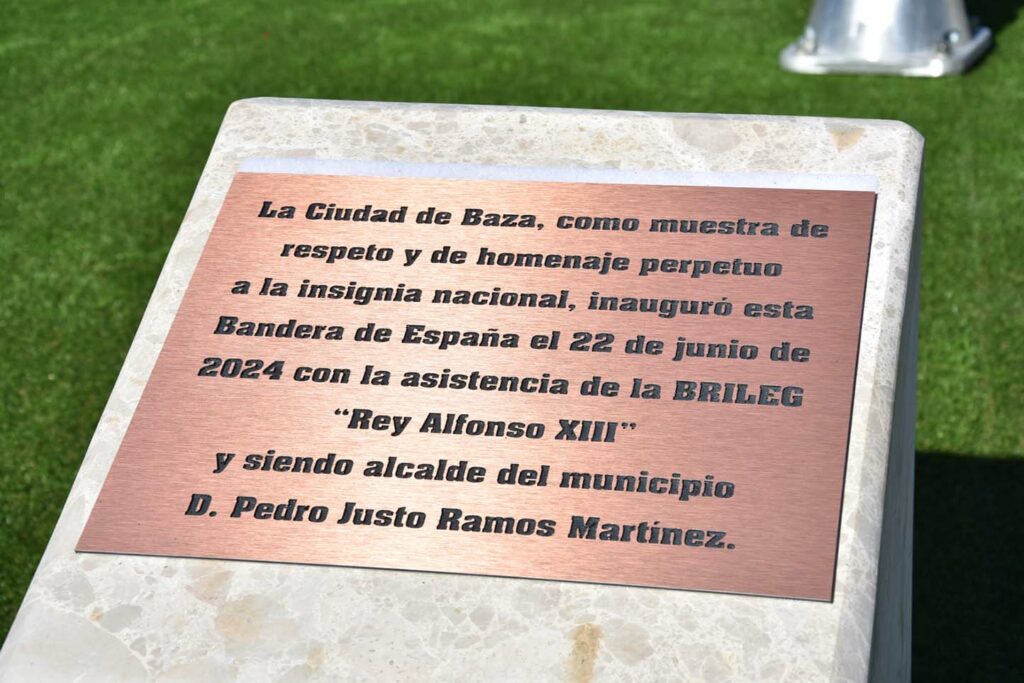 La Ciudad de Baza, como muestra de
respeto y de homenaje perpetuo
a la insignia nacional, inauguró esta
Bandera de España el 22 de junio de
2024 con la asistencia de la BRILEG
“Rey Alfonso XIII”
y siendo alcalde del municipio
D. Pedro Justo Ramos Martínez.